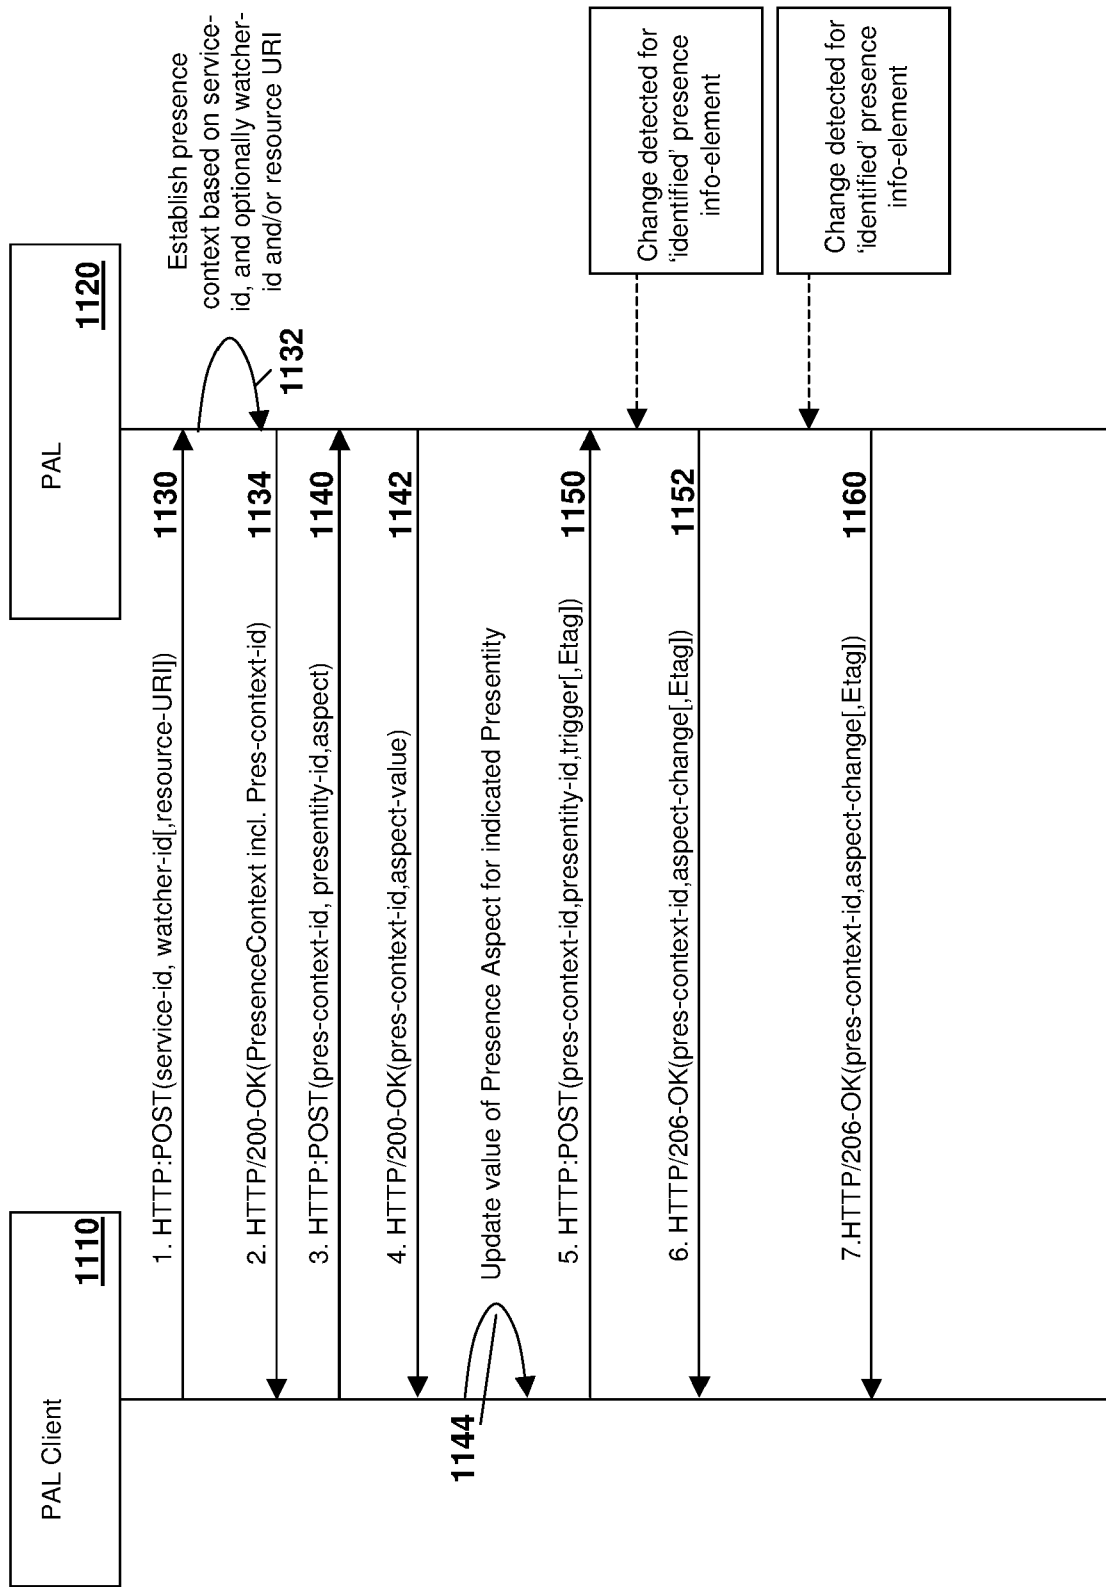 PAL Client
1110
PAL
1120
1. HTTP:POST(service-id, watcher-id[,resource-URI])
1130
Establish presence
context based on service-
id, and optionally watcher-
id and/or resource URI
1132
2. HTTP/200-OK(PresenceContext incl. Pres-context-id)
1134
3. HTTP:POST(pres-context-id, presentity-id,aspect)
1140
4. HTTP/200-OK(pres-context-id,aspect-value)
1142
1144
Update value of Presence Aspect for indicated Presentity
5. HTTP:POST(pres-context-id,presentity-id,trigger[,Etag])
1150
Change detected for
'identified' presence
info-element
6. HTTP/206-OK(pres-context-id,aspect-change[,Etag])
1152
Change detected for
'identified' presence
info-element
7.HTTP/206-OK(pres-context-id,aspect-change[,Etag])
1160